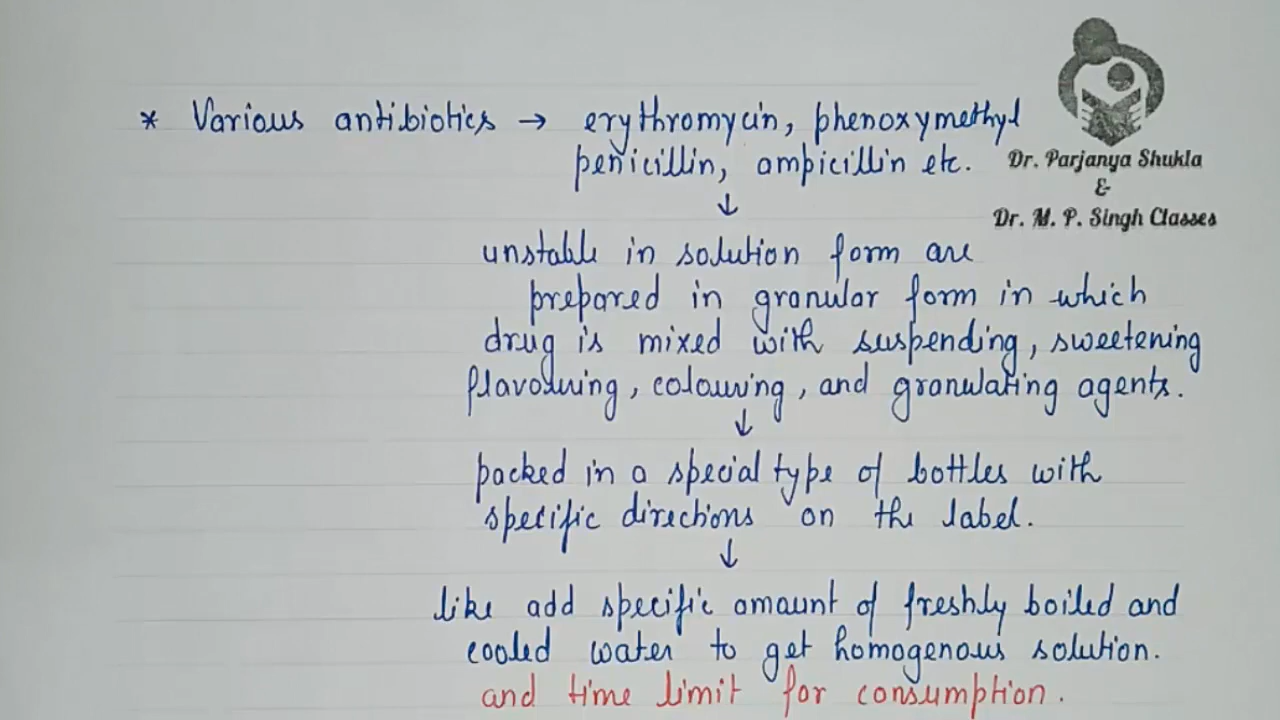 * Various antibiotics → erythromycin, phenoxymethyl
penicillin, ampicillin etc.
Dr. Parjanya Shukla
&
Dr. M. P. Singh Classes
↓
unstable in solution form are
prepared in granular form in which
drug is mixed with suspending, sweetening
flavouring, colouring, and granulating agents.
↓
packed in a special type of bottles with
specific directions on the label.
↓
like add specific amount of freshly boiled and
cooled water to get homogenous solution.
and time limit for consumption.